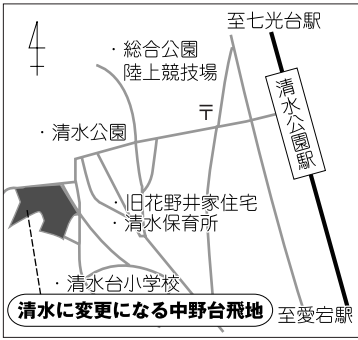 至七光台駅
・総合公園
陸上競技場
〒
清水公園駅
・清水公園
・旧花野井家住宅
・清水保育所
・清水台小学校
清水に変更になる中野台飛地
至愛宕駅